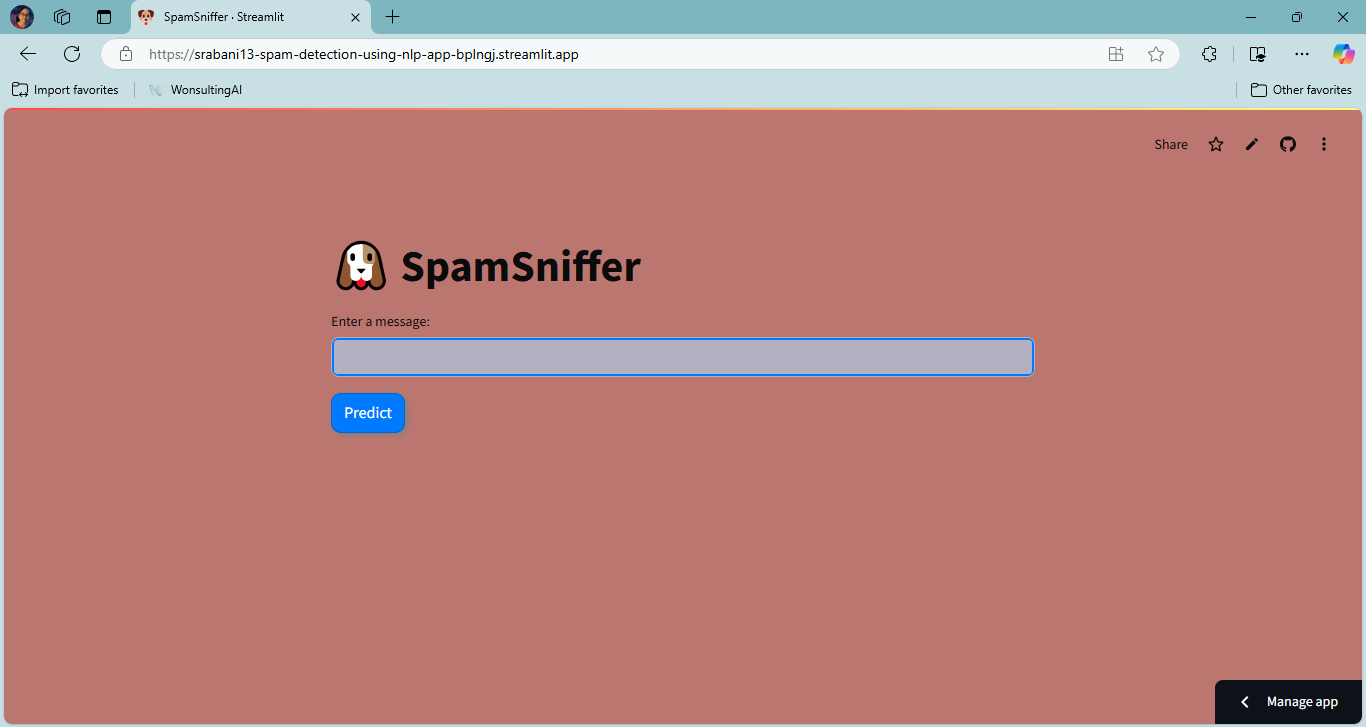 SpamSniffer · Streamlit
https://srabani13-spam-detection-using-nlp-app-bplngj.streamlit.app
Import favorites
WonsultingAI
Other favorites
Share
SpamSniffer
Enter a message:
Predict
Manage app